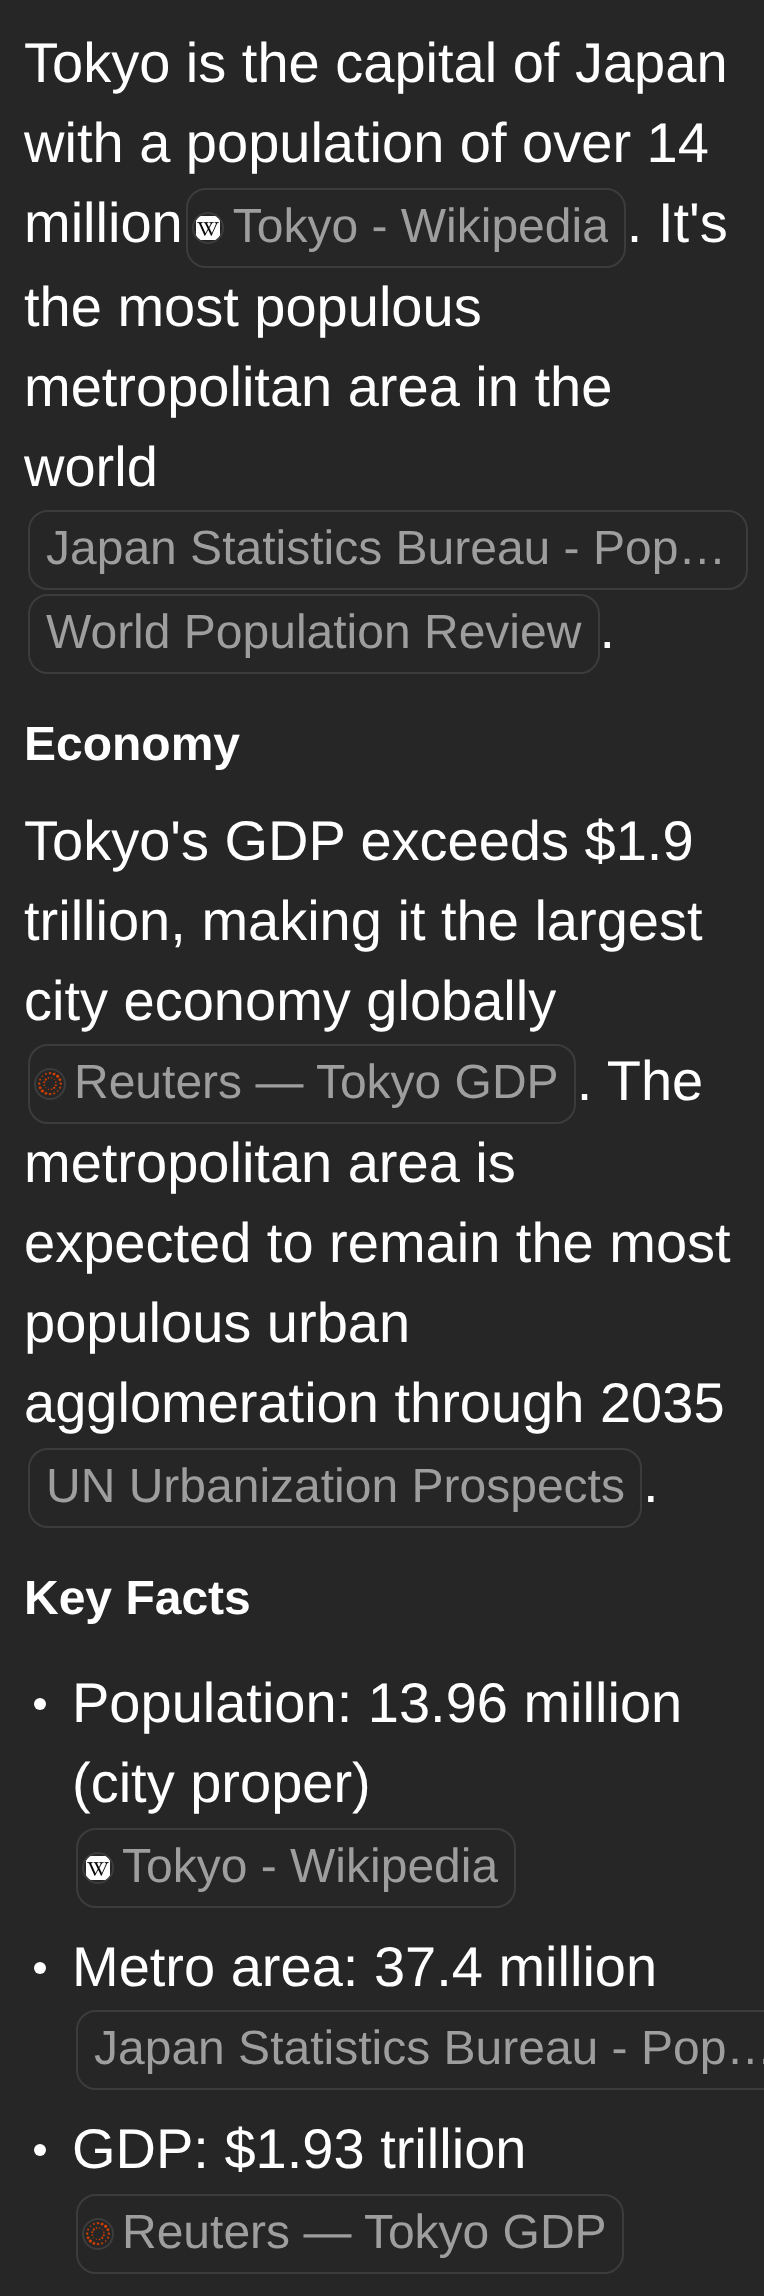 Tokyo is the capital of Japan
with a population of over 14
million W Tokyo - Wikipedia . It's
the most populous
metropolitan area in the
world
Japan Statistics Bureau - Pop…
World Population Review .
Economy
Tokyo's GDP exceeds $1.9
trillion, making it the largest
city economy globally
Reuters — Tokyo GDP . The
metropolitan area is
expected to remain the most
populous urban
agglomeration through 2035
UN Urbanization Prospects .
Key Facts
• Population: 13.96 million
(city proper)
W Tokyo - Wikipedia
• Metro area: 37.4 million
Japan Statistics Bureau - Pop…
• GDP: $1.93 trillion
Reuters — Tokyo GDP